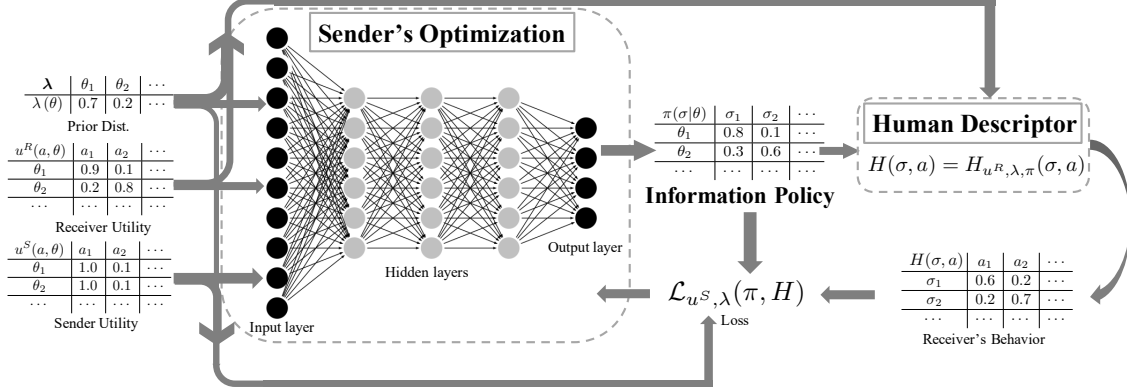 Sender's Optimization
λ θ1 θ2 ···
λ(θ) 0.7 0.2 ···
Prior Dist.
u^R(a, θ) a1 a2 ···
θ1 0.9 0.1 ···
θ2 0.2 0.8 ···
··· ··· ··· ···
Receiver Utility
u^S(a, θ) a1 a2 ···
θ1 1.0 0.1 ···
θ2 1.0 0.1 ···
··· ··· ··· ···
Sender Utility
Input layer
Hidden layers
Output layer
π(σ|θ) σ1 σ2 ···
θ1 0.8 0.1 ···
θ2 0.3 0.6 ···
··· ··· ··· ···
Information Policy
Human Descriptor
H(σ, a) = H_{u^R,λ,π}(σ, a)
H(σ, a) a1 a2 ···
σ1 0.6 0.2 ···
σ2 0.2 0.7 ···
··· ··· ··· ···
Receiver's Behavior
ℒ_{u^S,λ}(π, H)
Loss